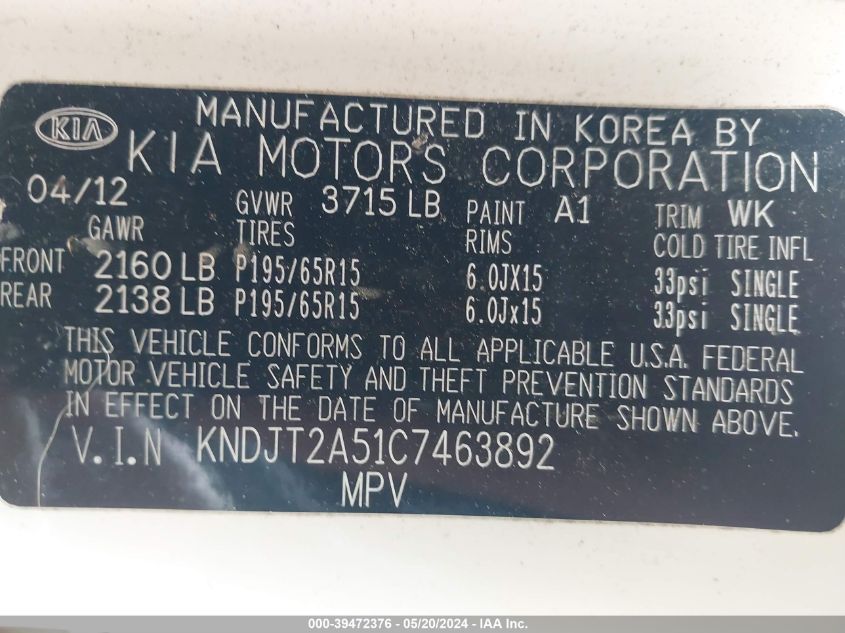 KIA
MANUFACTURED IN KOREA BY
KIA MOTORS CORPORATION
04/12 GVWR 3715 LB PAINT A1 TRIM WK
GAWR TIRES RIMS COLD TIRE INFL
FRONT 2160 LB P195/65R15 6.0JX15 33psi SINGLE
REAR 2138 LB P195/65R15 6.0Jx15 33psi SINGLE
THIS VEHICLE CONFORMS TO ALL APPLICABLE U.S.A. FEDERAL
MOTOR VEHICLE SAFETY AND THEFT PREVENTION STANDARDS
IN EFFECT ON THE DATE OF MANUFACTURE SHOWN ABOVE.
V.I.N KNDJT2A51C7463892
MPV
000-39472376 - 05/20/2024 - IAA Inc.